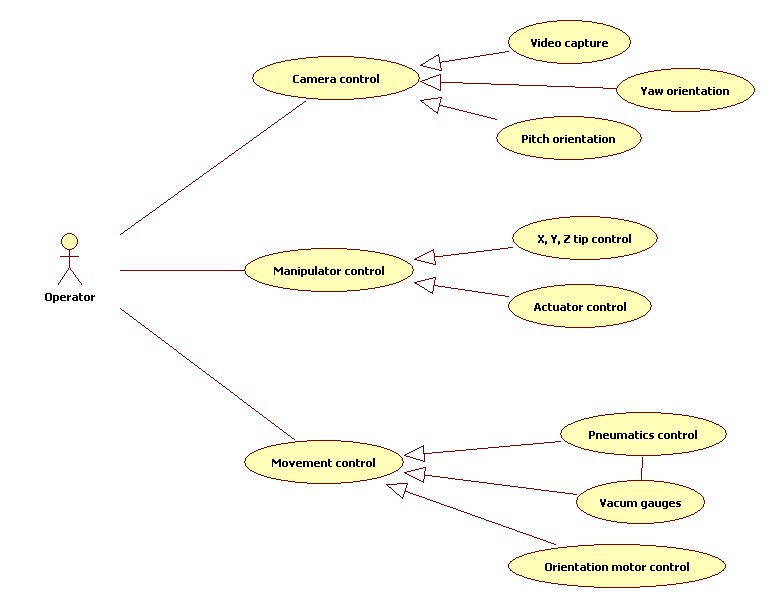 Video capture
Camera control
Yaw orientation
Pitch orientation
X, Y, Z tip control
Manipulator control
Operator
Actuator control
Pneumatics control
Movement control
Vacum gauges
Orientation motor control